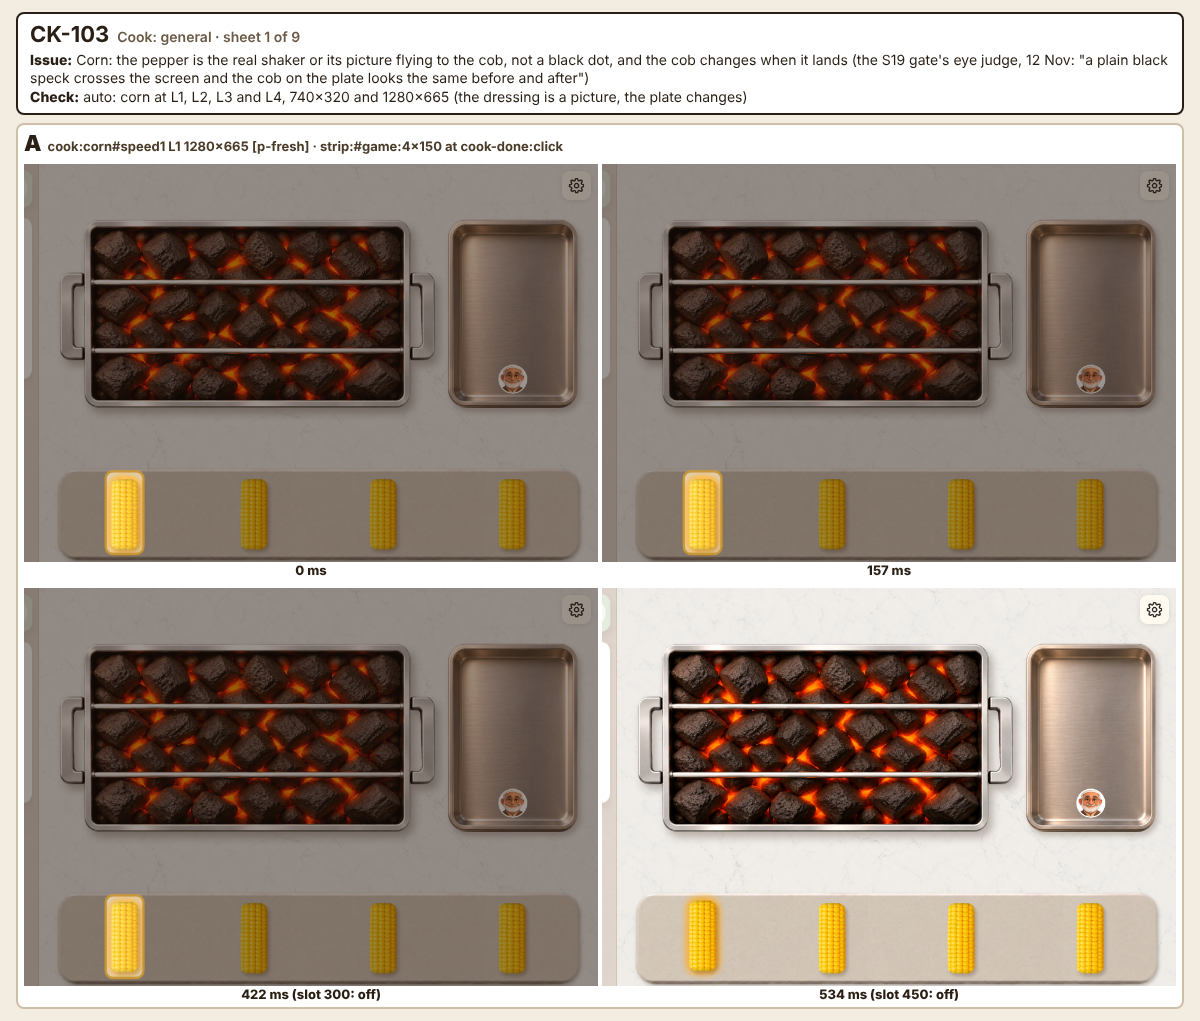 CK-103 Cook: general · sheet 1 of 9
Issue: Corn: the pepper is the real shaker or its picture flying to the cob, not a black dot, and the cob changes when it lands (the S19 gate's eye judge, 12 Nov: "a plain black
speck crosses the screen and the cob on the plate looks the same before and after")
Check: auto: corn at L1, L2, L3 and L4, 740×320 and 1280×665 (the dressing is a picture, the plate changes)
A cook:corn#speed1 L1 1280×665 [p-fresh] · strip:#game:4×150 at cook-done:click
0 ms
157 ms
422 ms (slot 300: off)
534 ms (slot 450: off)